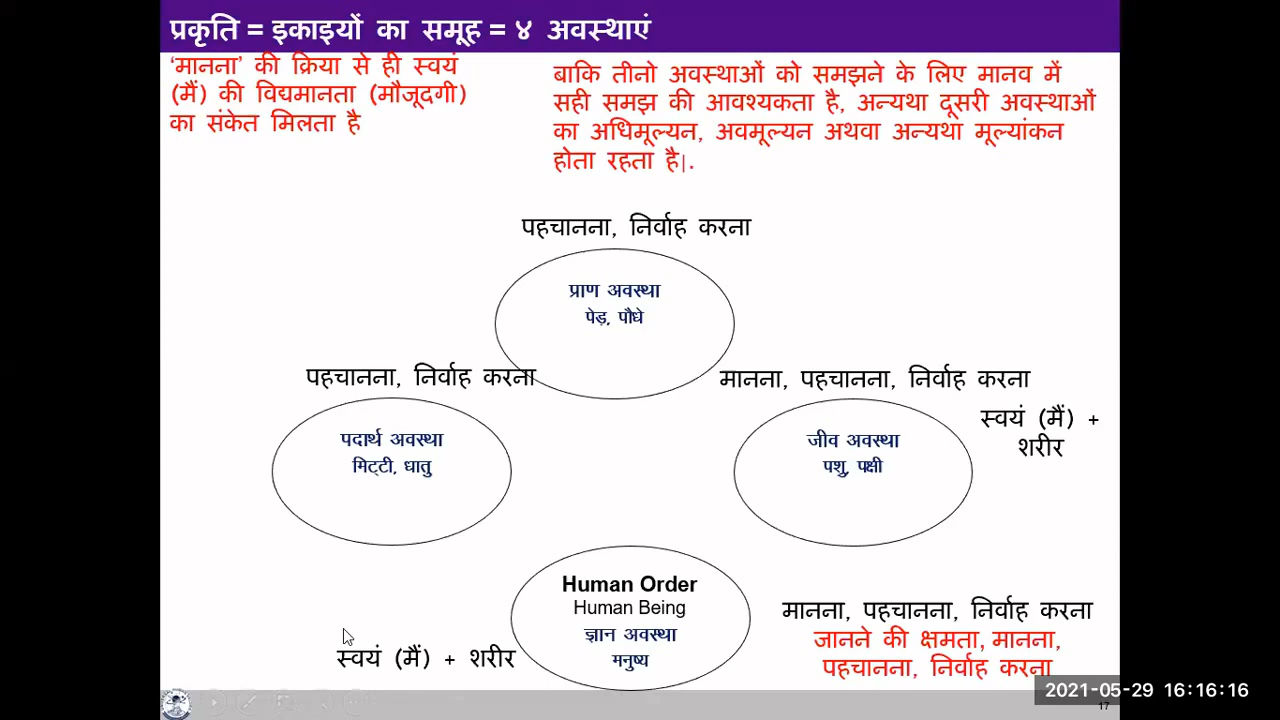 प्रकृति = इकाइयों का समूह = ४ अवस्थाएं
‘मानना’ की क्रिया से ही स्वयं
(मैं) की विद्यमानता (मौजूदगी)
का संकेत मिलता है
बाकि तीनो अवस्थाओं को समझने के लिए मानव में
सही समझ की आवश्यकता है, अन्यथा दूसरी अवस्थाओं
का अधिमूल्यन, अवमूल्यन अथवा अन्यथा मूल्यांकन
होता रहता है|.
पहचानना, निर्वाह करना
प्राण अवस्था
पेड़, पौधे
पहचानना, निर्वाह करना
पदार्थ अवस्था
मिट्टी, धातु
मानना, पहचानना, निर्वाह करना
जीव अवस्था
पशु, पक्षी
स्वयं (मैं) +
शरीर
Human Order
Human Being
ज्ञान अवस्था
मनुष्य
स्वयं (मैं) + शरीर
मानना, पहचानना, निर्वाह करना
जानने की क्षमता, मानना,
पहचानना, निर्वाह करना
2021-05-29 16:16:16
17